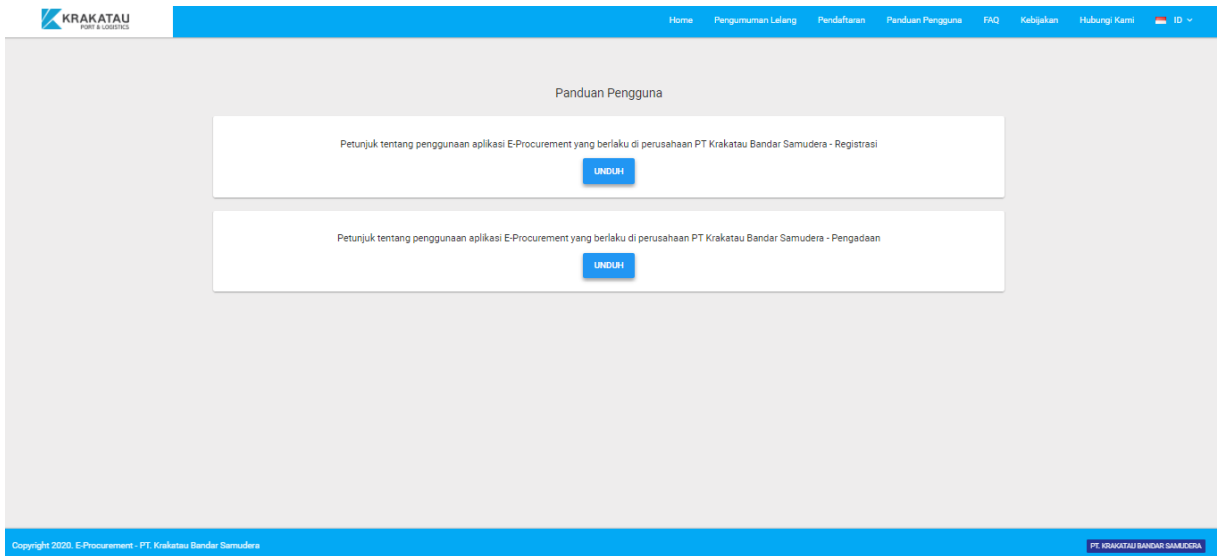 KRAKATAU
PORT & LOGISTICS
Home Pengumuman Lelang Pendaftaran Panduan Pengguna FAQ Kebijakan Hubungi Kami ID
Panduan Pengguna
Petunjuk tentang penggunaan aplikasi E-Procurement yang berlaku di perusahaan PT Krakatau Bandar Samudera - Registrasi
UNDUH
Petunjuk tentang penggunaan aplikasi E-Procurement yang berlaku di perusahaan PT Krakatau Bandar Samudera - Pengadaan
UNDUH
Copyright 2020. E-Procurement - PT. Krakatau Bandar Samudera
PT. KRAKATAU BANDAR SAMUDERA